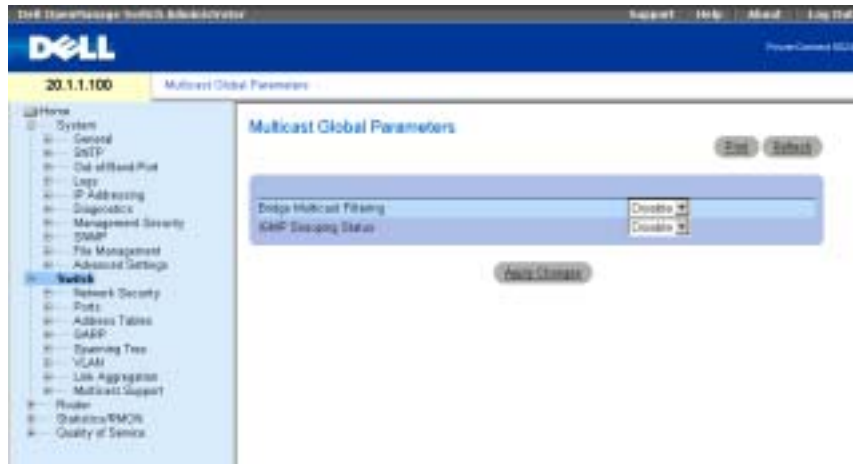 Dell OpenManage Switch Administrator
Support Help About Log Out
DELL
PowerConnect
20.1.1.100
Multicast Global Parameters
Home
System
General
SNTP
Out of Band Port
Logs
IP Addressing
Diagnostics
Management Security
SNMP
File Management
Advanced Settings
Switch
Network Security
Ports
Address Tables
GARP
Spanning Tree
VLAN
Link Aggregation
Multicast Support
Router
Statistics/RMON
Quality of Service
Multicast Global Parameters
Print Refresh
Bridge Multicast Filtering Disable
IGMP Snooping Status Disable
Apply Changes